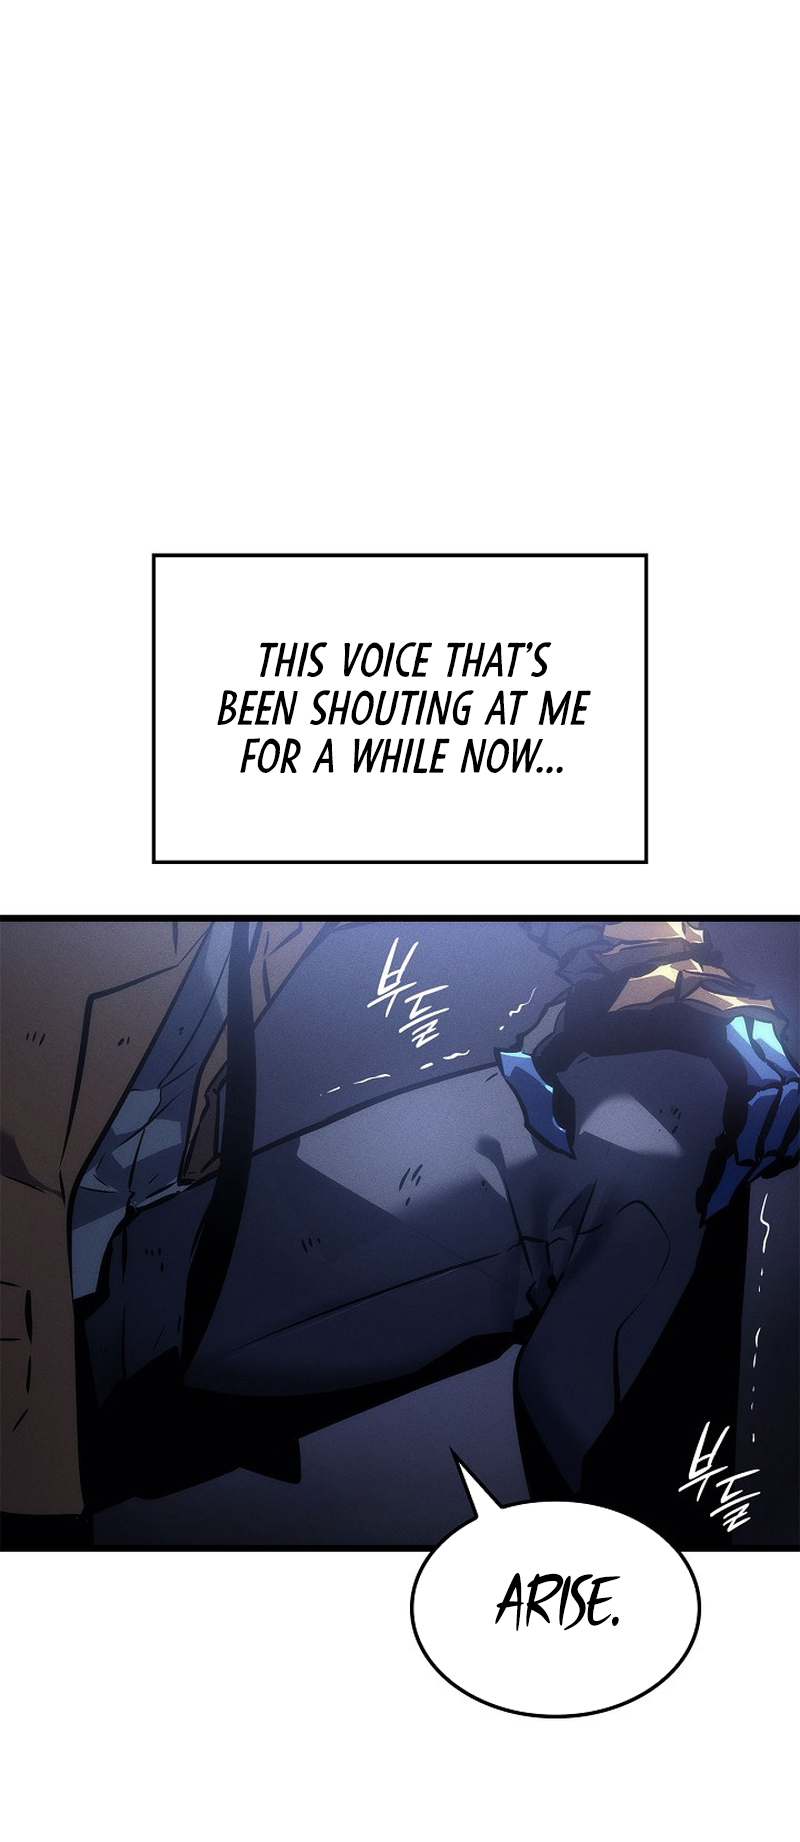 THIS VOICE THAT'S
BEEN SHOUTING AT ME
FOR A WHILE NOW...
부들
부들
ARISE.